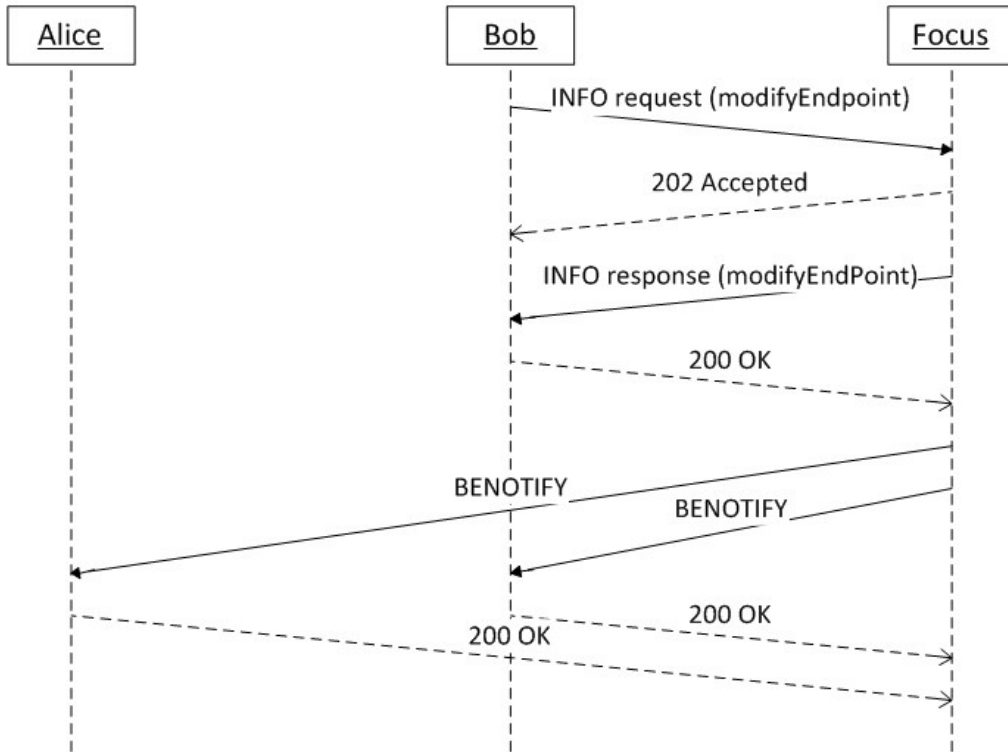 Alice
Bob
Focus
INFO request (modifyEndpoint)
202 Accepted
INFO response (modifyEndPoint)
200 OK
BENOTIFY
BENOTIFY
200 OK
200 OK